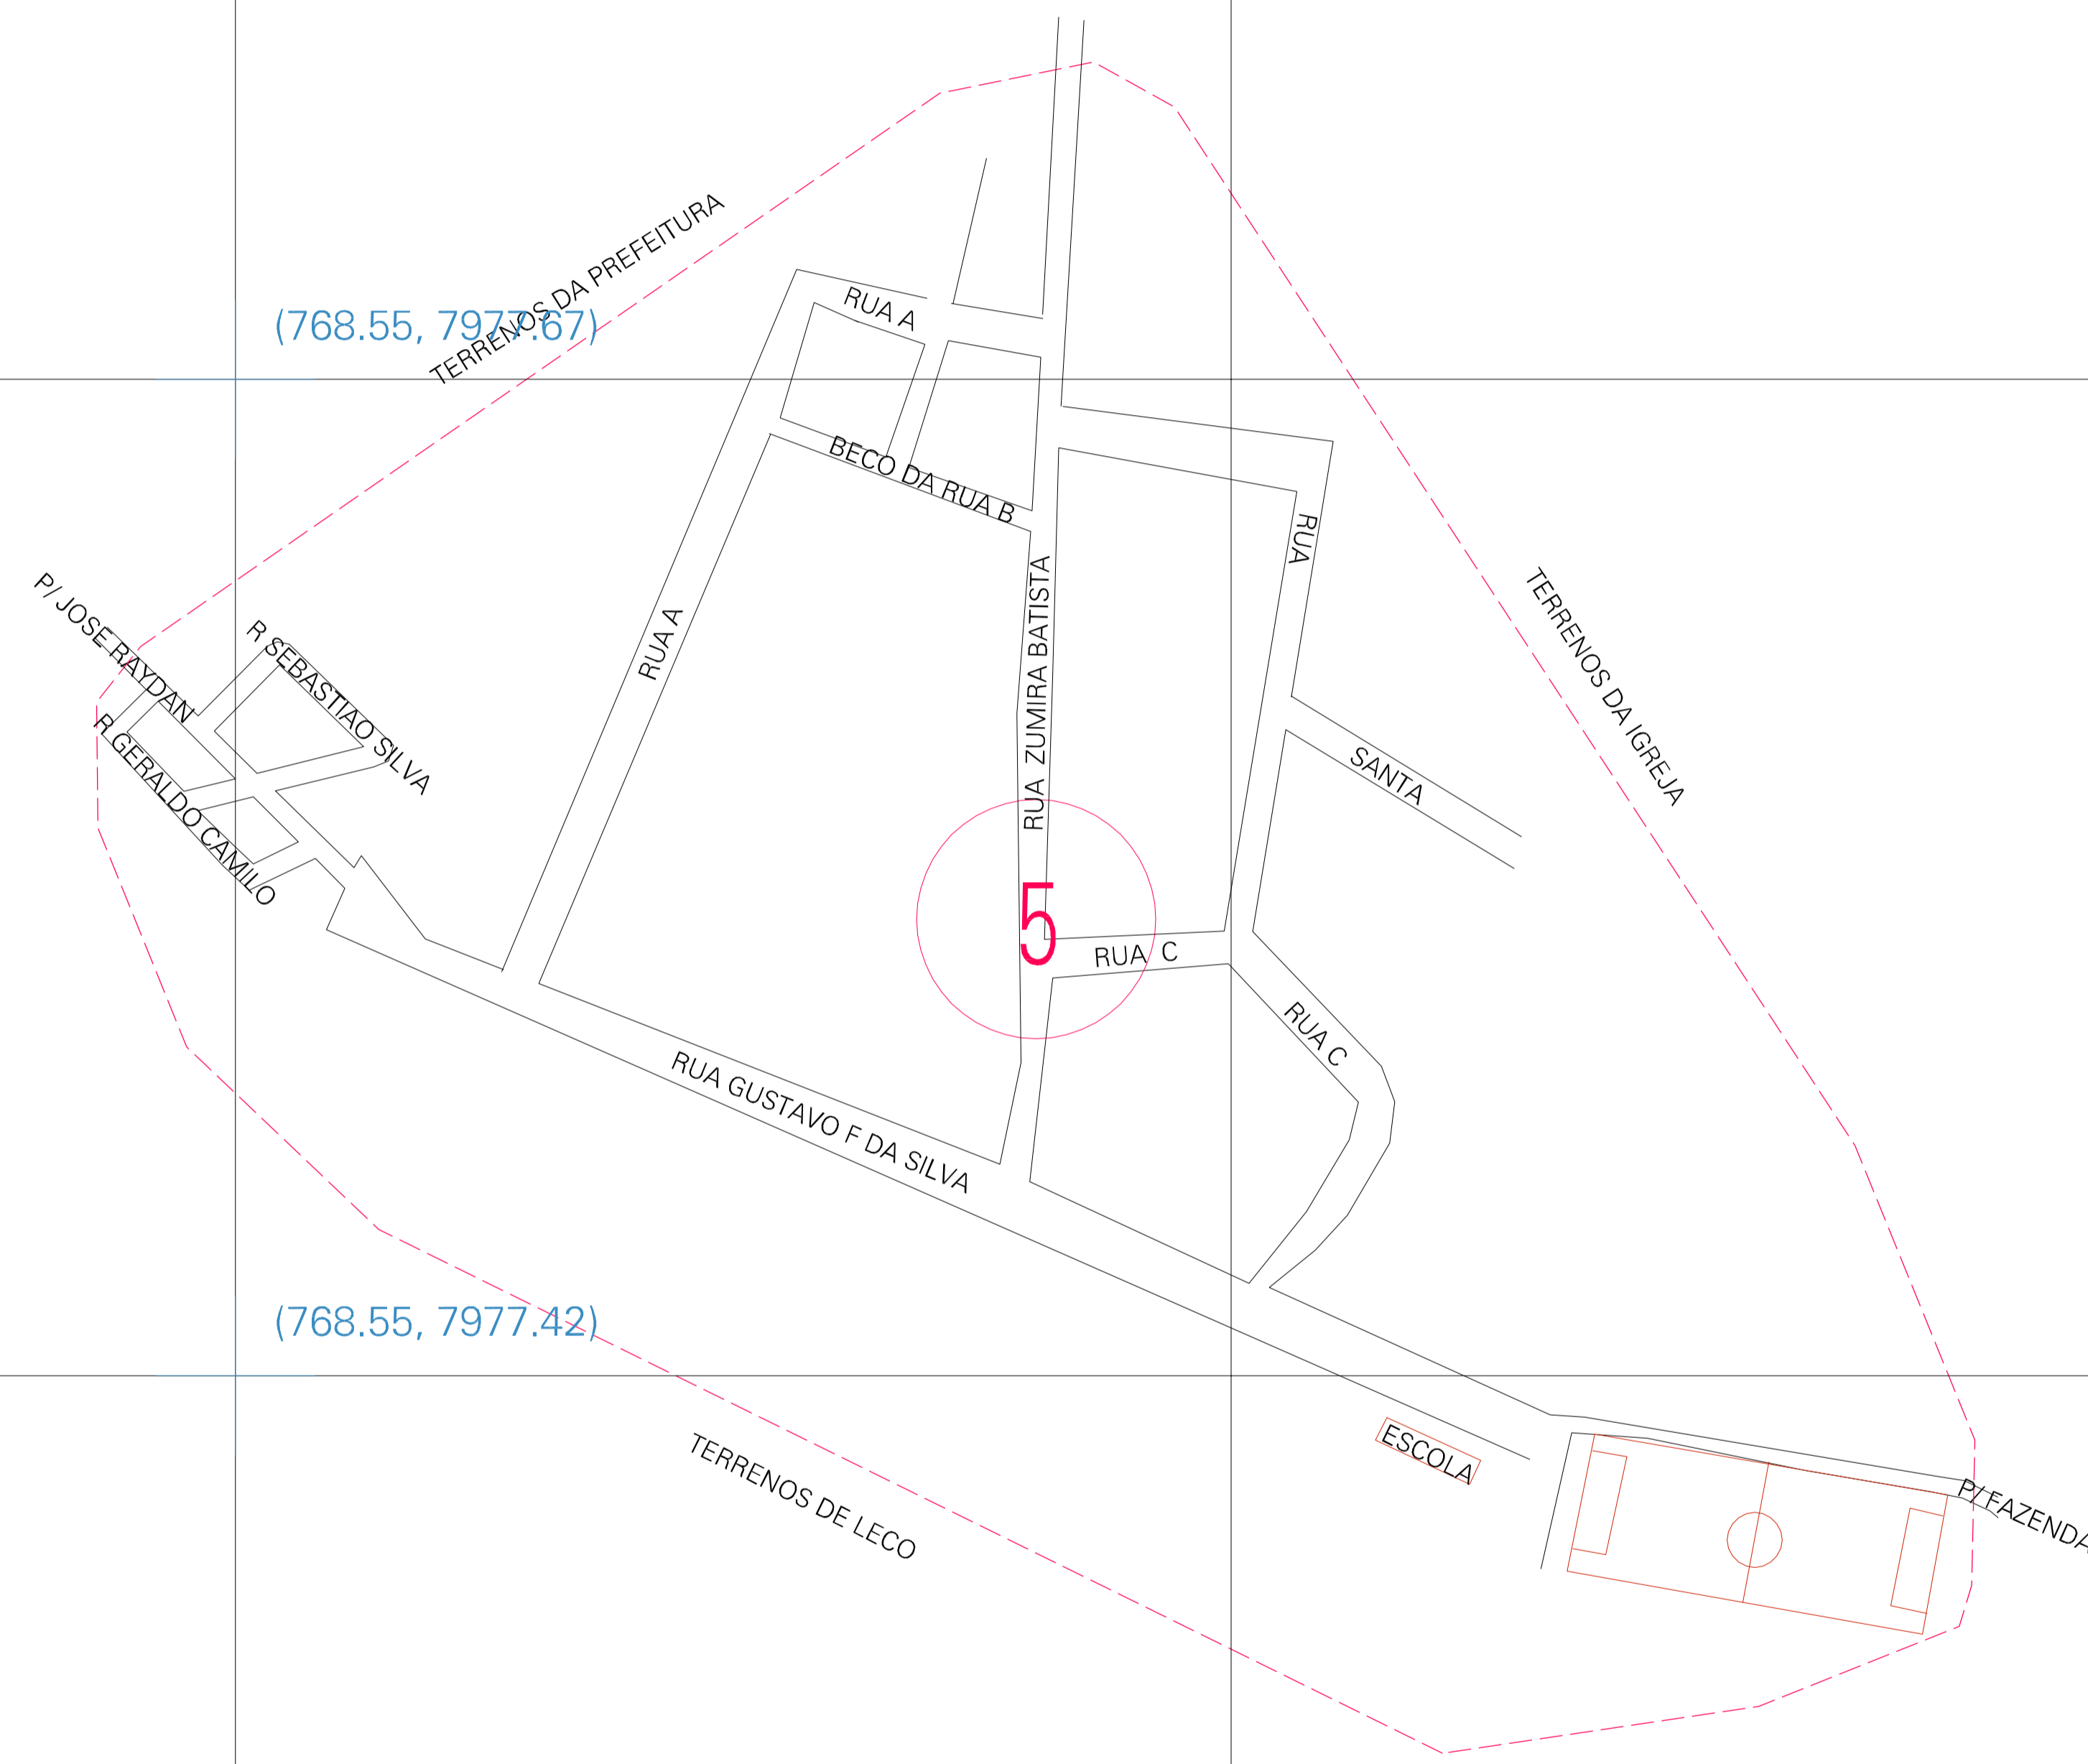 TERRENOS DA PREFEITURA
(768.55, 7977.67)
RUA A
BECO DA RUA B
RUA
P/ JOSE RAYDAN
R SEBASTIAO SILVA
R GERALDO CAMILO
RUA A
RUA ZUMIRA BATISTA
SANTA
TERRENOS DA IGREJA
5
RUA C
RUA C
RUA GUSTAVO F DA SILVA
(768.55, 7977.42)
TERRENOS DE LECO
ESCOLA
P/ FAZENDA